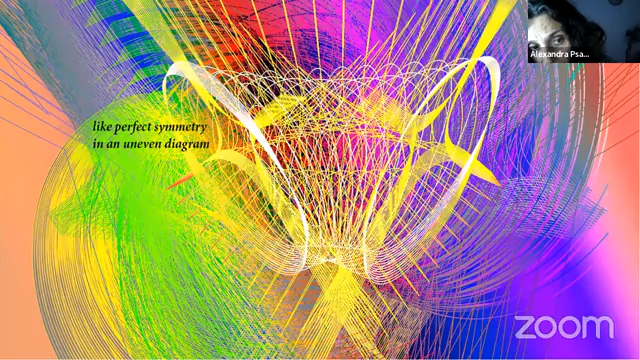 Alexandra Psa...
like perfect symmetry
in an uneven diagram
zoom